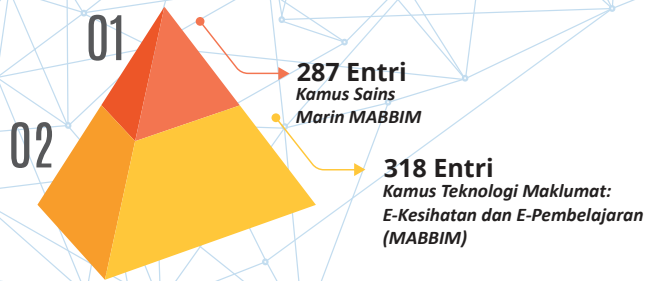 01
287 Entri
Kamus Sains
Marin MABBIM
02
318 Entri
Kamus Teknologi Maklumat:
E-Kesihatan dan E-Pembelajaran
(MABBIM)